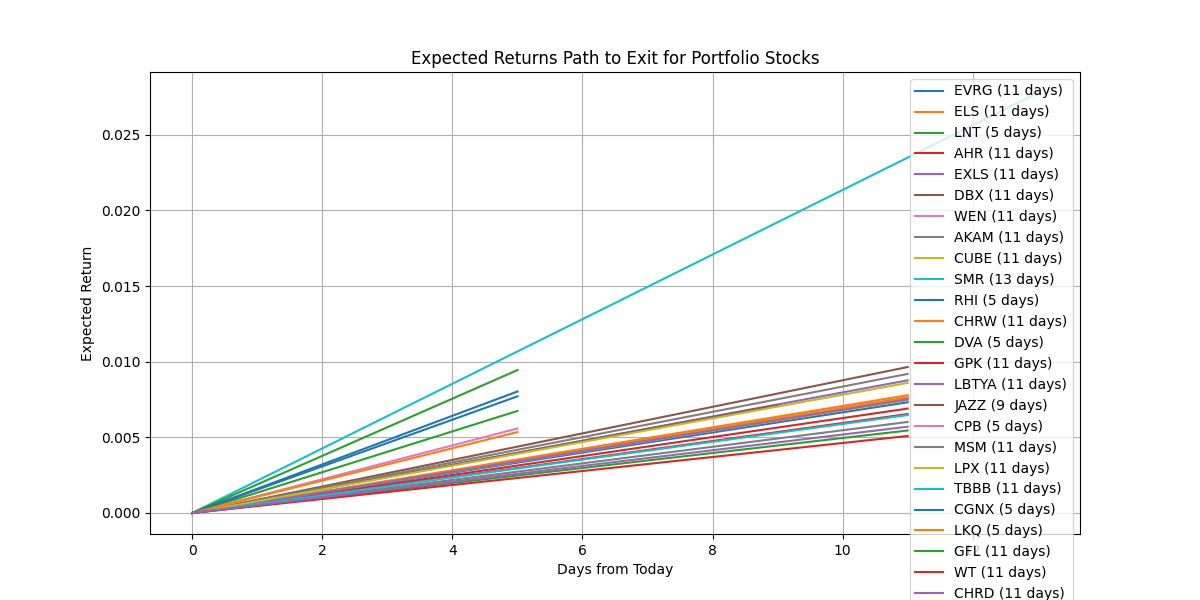 Expected Returns Path to Exit for Portfolio Stocks
Expected Return
0.025
0.020
0.015
0.010
0.005
0.000
0
2
4
6
8
10
12
Days from Today
EVRG (11 days)
ELS (11 days)
LNT (5 days)
AHR (11 days)
EXLS (11 days)
DBX (11 days)
WEN (11 days)
AKAM (11 days)
CUBE (11 days)
SMR (13 days)
RHI (5 days)
CHRW (11 days)
DVA (5 days)
GPK (11 days)
LBTYA (11 days)
JAZZ (9 days)
CPB (5 days)
MSM (11 days)
LPX (11 days)
TBBB (11 days)
CGNX (5 days)
LKQ (5 days)
GFL (11 days)
WT (11 days)
CHRD (11 days)